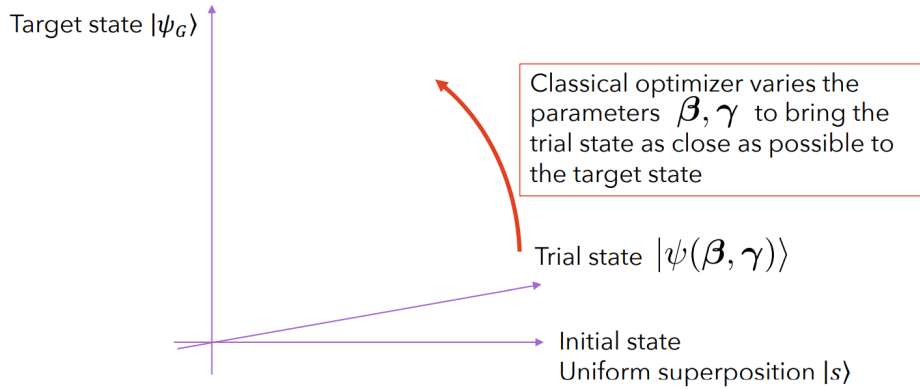 Target state |ψ_G⟩
Classical optimizer varies the
parameters β, γ to bring the
trial state as close as possible to
the target state
Trial state |ψ(β, γ)⟩
Initial state
Uniform superposition |s⟩